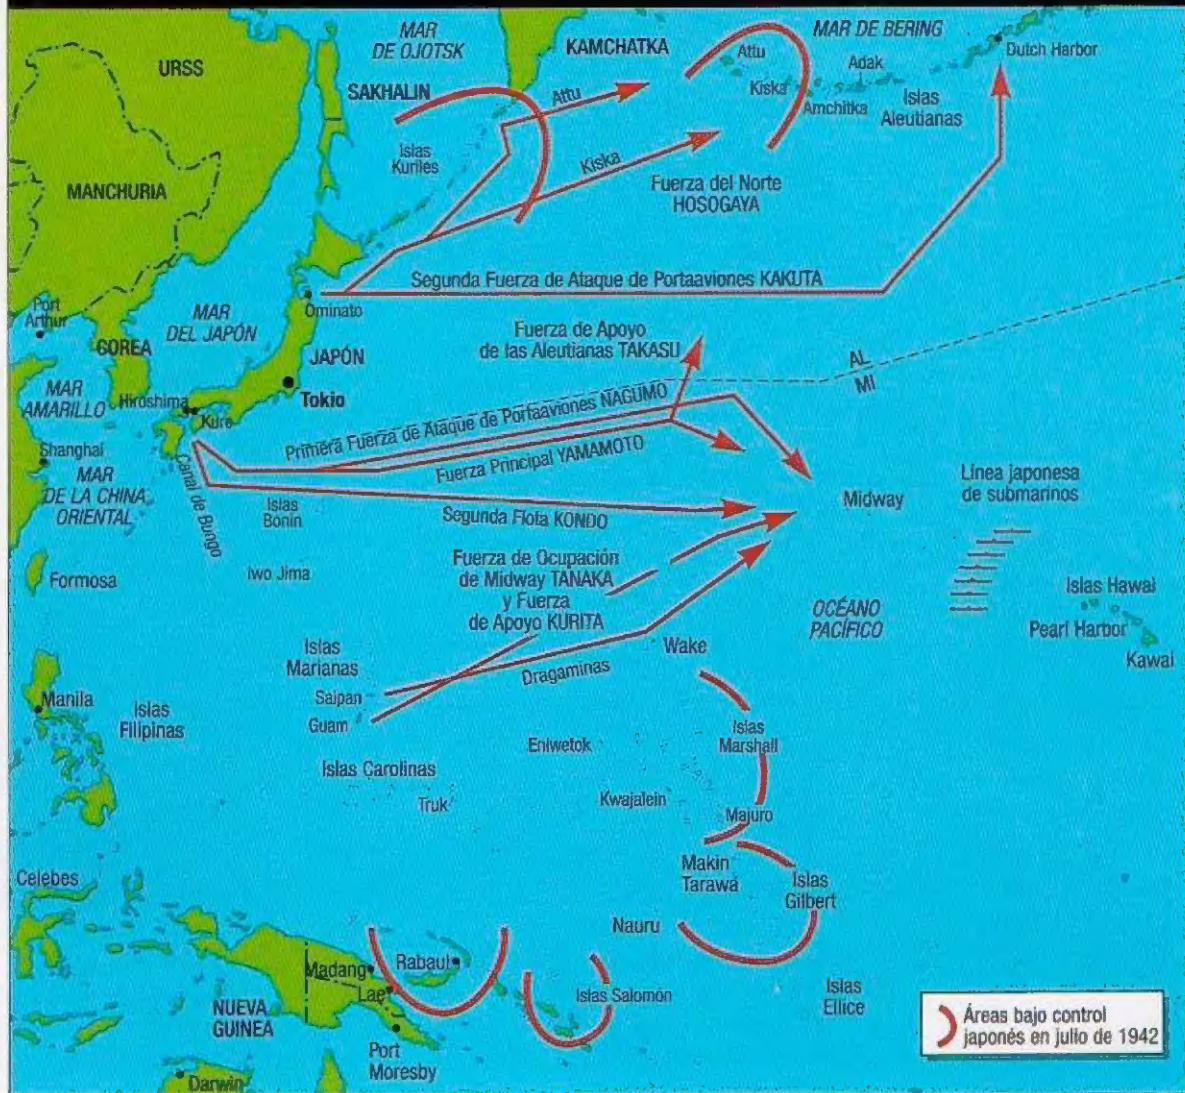 MAR
DE OJOTSK
KAMCHATKA
MAR DE BERING
URSS
Attu
Dutch Harbor
Adak
SAKHALIN
Attu
Kiska
Amchitka
Islas
Aleutianas
Islas
Kuriles
Kiska
MANCHURIA
Fuerza del Norte
HOSOGAYA
Segunda Fuerza de Ataque de Portaaviones KAKUTA
Ominato
Port
Arthur
MAR
DEL JAPÓN
COREA
Fuerza de Apoyo
de las Aleutianas TAKASU
JAPÓN
AL
MI
MAR
AMARILLO
Hiroshima
Kure
Tokio
Primera Fuerza de Ataque de Portaaviones NAGUMO
Fuerza Principal YAMAMOTO
Shanghai
MAR
DE LA CHINA
ORIENTAL
Canal de Bungo
Islas
Bonin
Segunda Flota KONDO
Midway
Línea japonesa
de submarinos
Formosa
Iwo Jima
Fuerza de Ocupación
de Midway TANAKA
y Fuerza
de Apoyo KURITA
OCÉANO
PACÍFICO
Islas Hawai
Pearl Harbor
Kawai
Islas
Marianas
Wake
Dragaminas
Saipan
Guam
Manila
Islas
Filipinas
Eniwetok
Islas
Marshall
Islas Carolinas
Truk
Kwajalein
Majuro
Makin
Tarawá
Islas
Gilbert
Celebes
Nauru
Madang
Rabaul
Lae
Islas Salomón
Islas
Ellice
NUEVA
GUINEA
Port
Moresby
Darwin
Áreas bajo control
japonés en julio de 1942